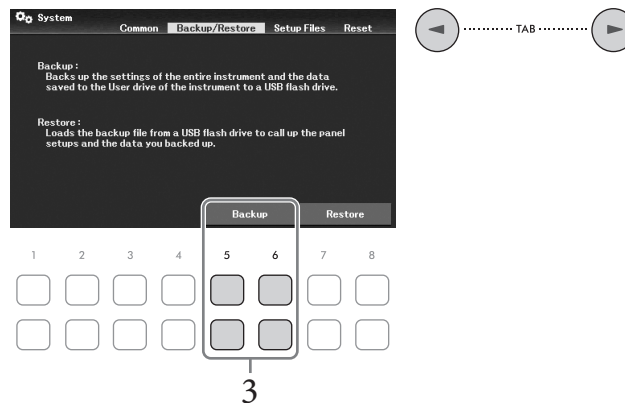 System
Common Backup/Restore Setup Files Reset
TAB
Backup :
Backs up the settings of the entire instrument and the data
saved to the User drive of the instrument to a USB flash drive.
Restore :
Loads the backup file from a USB flash drive to call up the panel
setups and the data you backed up.
Backup Restore
1 2 3 4 5 6 7 8
3